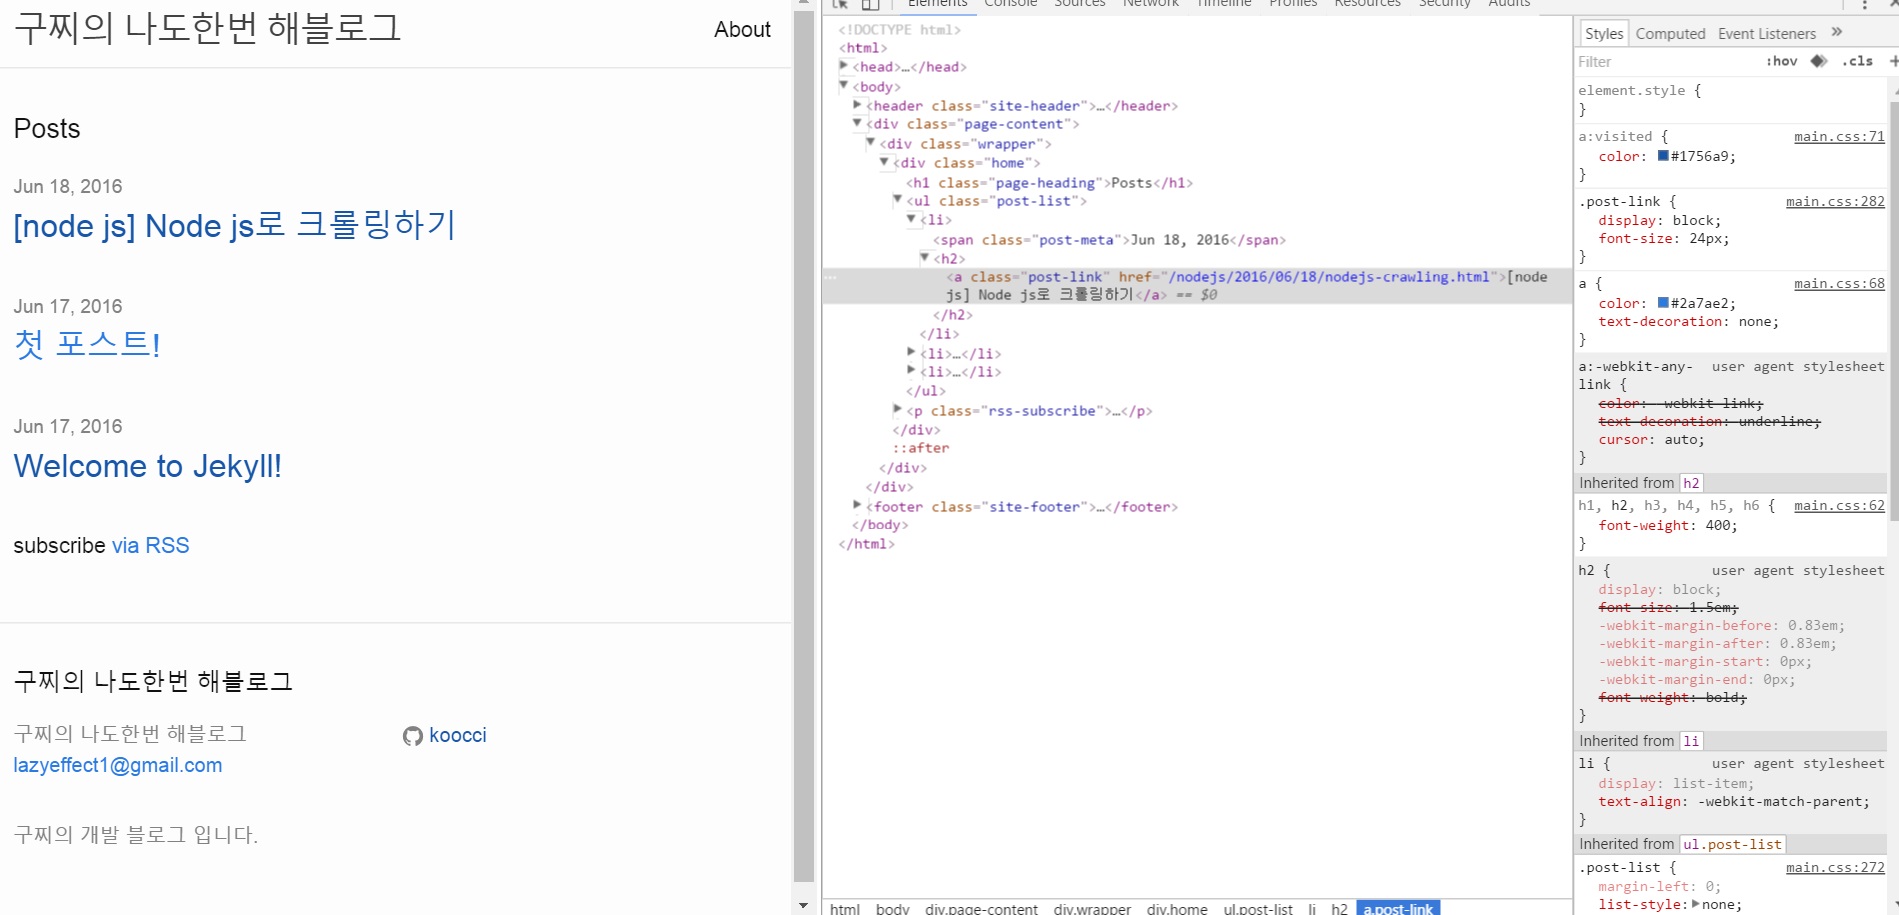 구찌의 나도한번 해블로그
About
Posts
Jun 18, 2016
[node js] Node js로 크롤링하기
Jun 17, 2016
첫 포스트!
Jun 17, 2016
Welcome to Jekyll!
subscribe via RSS
구찌의 나도한번 해블로그
구찌의 나도한번 해블로그
koocci
lazyeffect1@gmail.com
구찌의 개발 블로그 입니다.
Elements Console Sources Network Timeline Profiles Resources Security Audits
<!DOCTYPE html>
<html>
<head>…</head>
<body>
<header class="site-header">…</header>
<div class="page-content">
<div class="wrapper">
<div class="home">
<h1 class="page-heading">Posts</h1>
<ul class="post-list">
<li>
<span class="post-meta">Jun 18, 2016</span>
<h2>
<a class="post-link" href="/nodejs/2016/06/18/nodejs-crawling.html">[node
js] Node js로 크롤링하기</a> == $0
</h2>
</li>
<li>…</li>
<li>…</li>
</ul>
<p class="rss-subscribe">…</p>
</div>
::after
</div>
</div>
<footer class="site-footer">…</footer>
</body>
</html>
html body div.page-content div.wrapper div.home ul.post-list li h2 a.post-link
Styles Computed Event Listeners »
Filter :hov .cls +
element.style {
}
a:visited { main.css:71
color: #1756a9;
}
.post-link { main.css:282
display: block;
font-size: 24px;
}
a { main.css:68
color: #2a7ae2;
text-decoration: none;
}
a:-webkit-any- user agent stylesheet
link {
color: -webkit-link;
text-decoration: underline;
cursor: auto;
}
Inherited from h2
h1, h2, h3, h4, h5, h6 { main.css:62
font-weight: 400;
}
h2 { user agent stylesheet
display: block;
font-size: 1.5em;
-webkit-margin-before: 0.83em;
-webkit-margin-after: 0.83em;
-webkit-margin-start: 0px;
-webkit-margin-end: 0px;
font-weight: bold;
}
Inherited from li
li { user agent stylesheet
display: list-item;
text-align: -webkit-match-parent;
}
Inherited from ul.post-list
.post-list { main.css:272
margin-left: 0;
list-style: none;